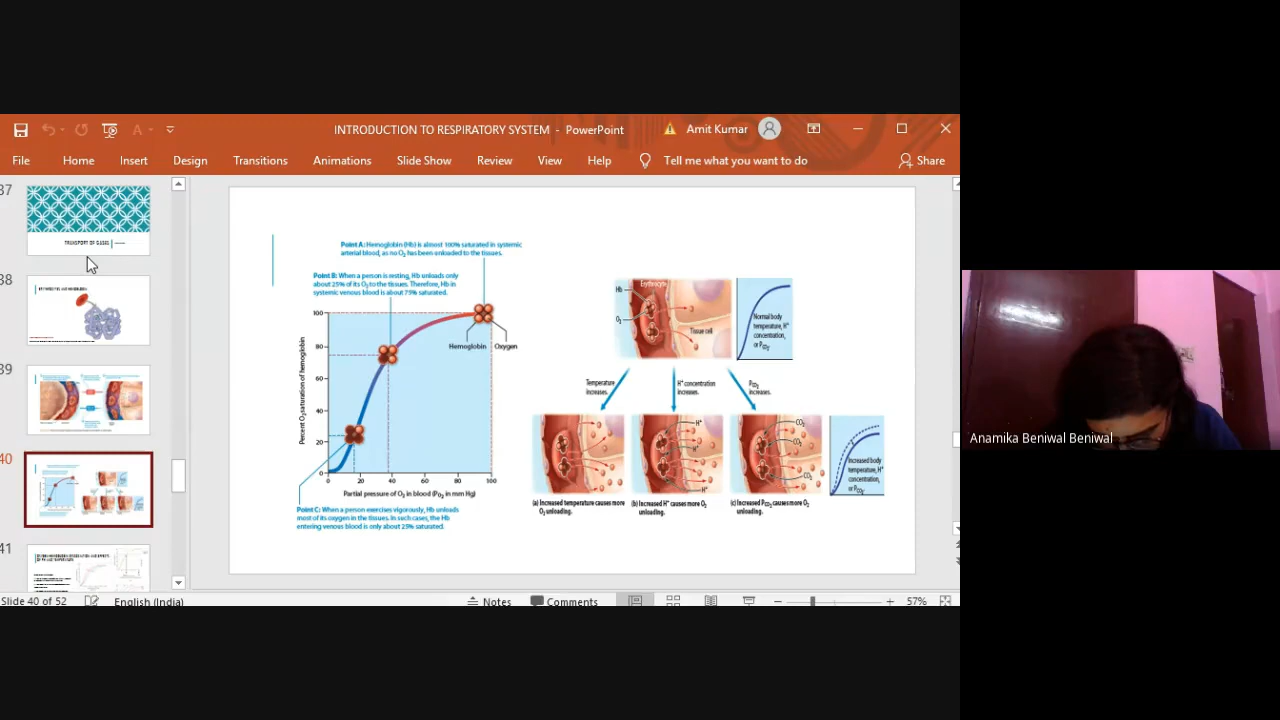 INTRODUCTION TO RESPIRATORY SYSTEM - PowerPoint
Amit Kumar
File Home Insert Design Transitions Animations Slide Show Review View Help Tell me what you want to do Share
37
TRANSPORT OF GASES
38
39
40
41
Point A: Hemoglobin (Hb) is almost 100% saturated in systemic
arterial blood, as no O2 has been unloaded to the tissues.
Point B: When a person is resting, Hb unloads only
about 25% of its O2 to the tissues. Therefore, Hb in
systemic venous blood is about 75% saturated.
100
80
60
40
20
0
Percent O2 saturation of hemoglobin
Hemoglobin Oxygen
0 20 40 60 80 100
Partial pressure of O2 in blood (PO2 in mm Hg)
Point C: When a person exercises vigorously, Hb unloads
most of its oxygen in the tissues. In such cases, the Hb
entering venous blood is only about 25% saturated.
Erythrocyte
Hb
O2
Tissue cell
Normal body
temperature, H+
concentration,
or PCO2
Temperature
increases.
H+ concentration
increases.
PCO2
increases.
H+
H+
H+
CO2
CO2
CO2
Increased body
temperature, H+
concentration,
or PCO2
(a) Increased temperature causes more
O2 unloading.
(b) Increased H+ causes more O2
unloading.
(c) Increased PCO2 causes more O2
unloading.
Anamika Beniwal Beniwal
Slide 40 of 52 English (India) Notes Comments 57%